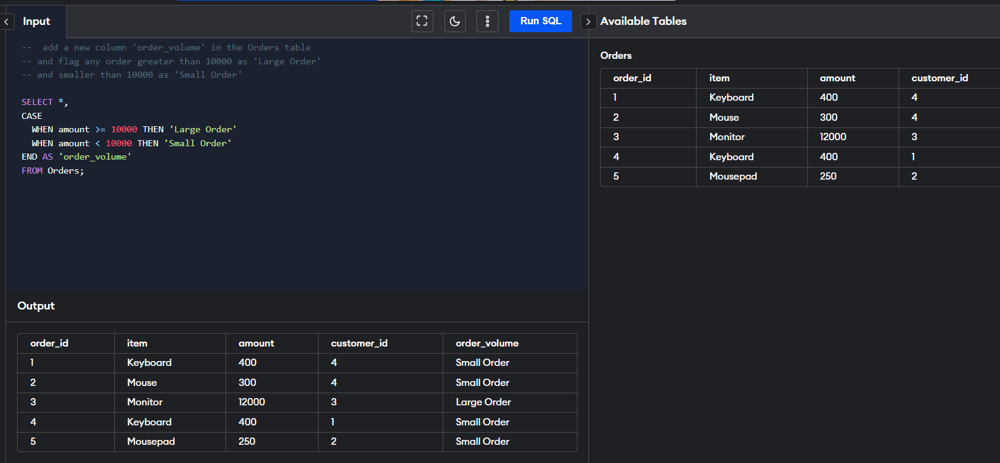 Input
Run SQL
Available Tables
--  add a new column 'order_volume' in the Orders table
-- and flag any order greater than 10000 as 'Large Order'
-- and smaller than 10000 as 'Small Order'
SELECT *,
CASE
  WHEN amount >= 10000 THEN 'Large Order'
  WHEN amount < 10000 THEN 'Small Order'
END AS 'order_volume'
FROM Orders;
Output
order_id item amount customer_id order_volume
1 Keyboard 400 4 Small Order
2 Mouse 300 4 Small Order
3 Monitor 12000 3 Large Order
4 Keyboard 400 1 Small Order
5 Mousepad 250 2 Small Order
Orders
order_id item amount customer_id
1 Keyboard 400 4
2 Mouse 300 4
3 Monitor 12000 3
4 Keyboard 400 1
5 Mousepad 250 2